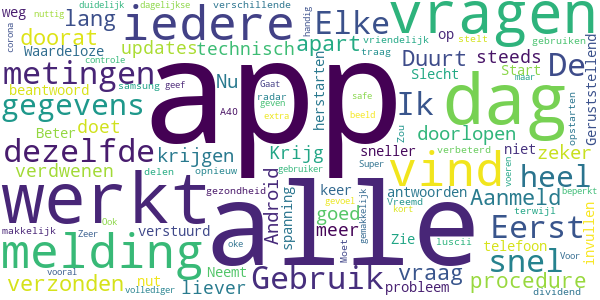 weg nuttig duidelijk dagelijkse verschillende handig gebruiken
corona lang iedere Elke vragen
doorat updates technisch apart vriendelijk op stelt
Waardeloze controle traag maar
metingen samsung app Nu Duurt steeds De
beantwoord geef A40 Gaat radar herstarten Slecht Start Geruststellend
gegevens doet geven safe Ik dag opstarten
Beter krijgen extra beeld doorlopen
dezelfde Krijg sneller niet zeker
verdwenen delen opnieuw gebruiker Zou verbeterd
gezondheid Super vind voeren heel
werkt alle Android spanning keer antwoorden Aanmeld beperkt
makkelijk Ook gevoel goed gemakkelijk Vreemd terwijl invullen
Zeer verstuurd oke meer kort Eerst
melding Zie luscii telefoon Voor
Neemt Moet vraag snel procedure
verzonden nut Gebruik probleem
vooral vollediger liever dividend